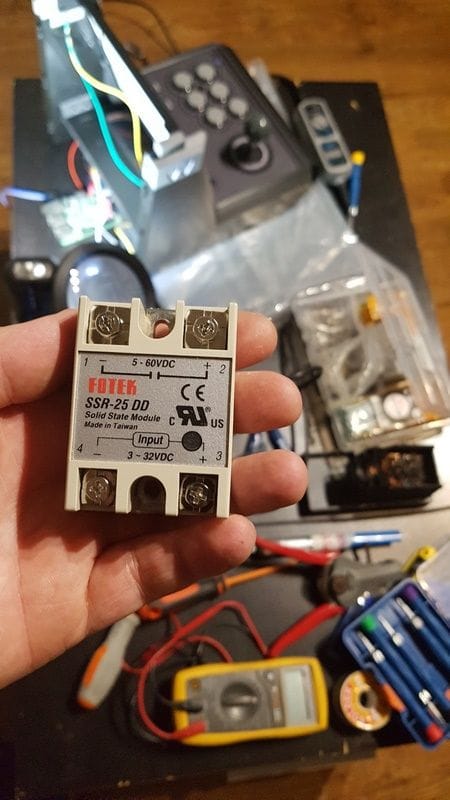 5 - 60VDC
1 - + 2
FOTEK
SSR-25 DD
Solid State Module
Made in Taiwan
CE
c RU US
4 Input
- + 3
3 ~ 32VDC